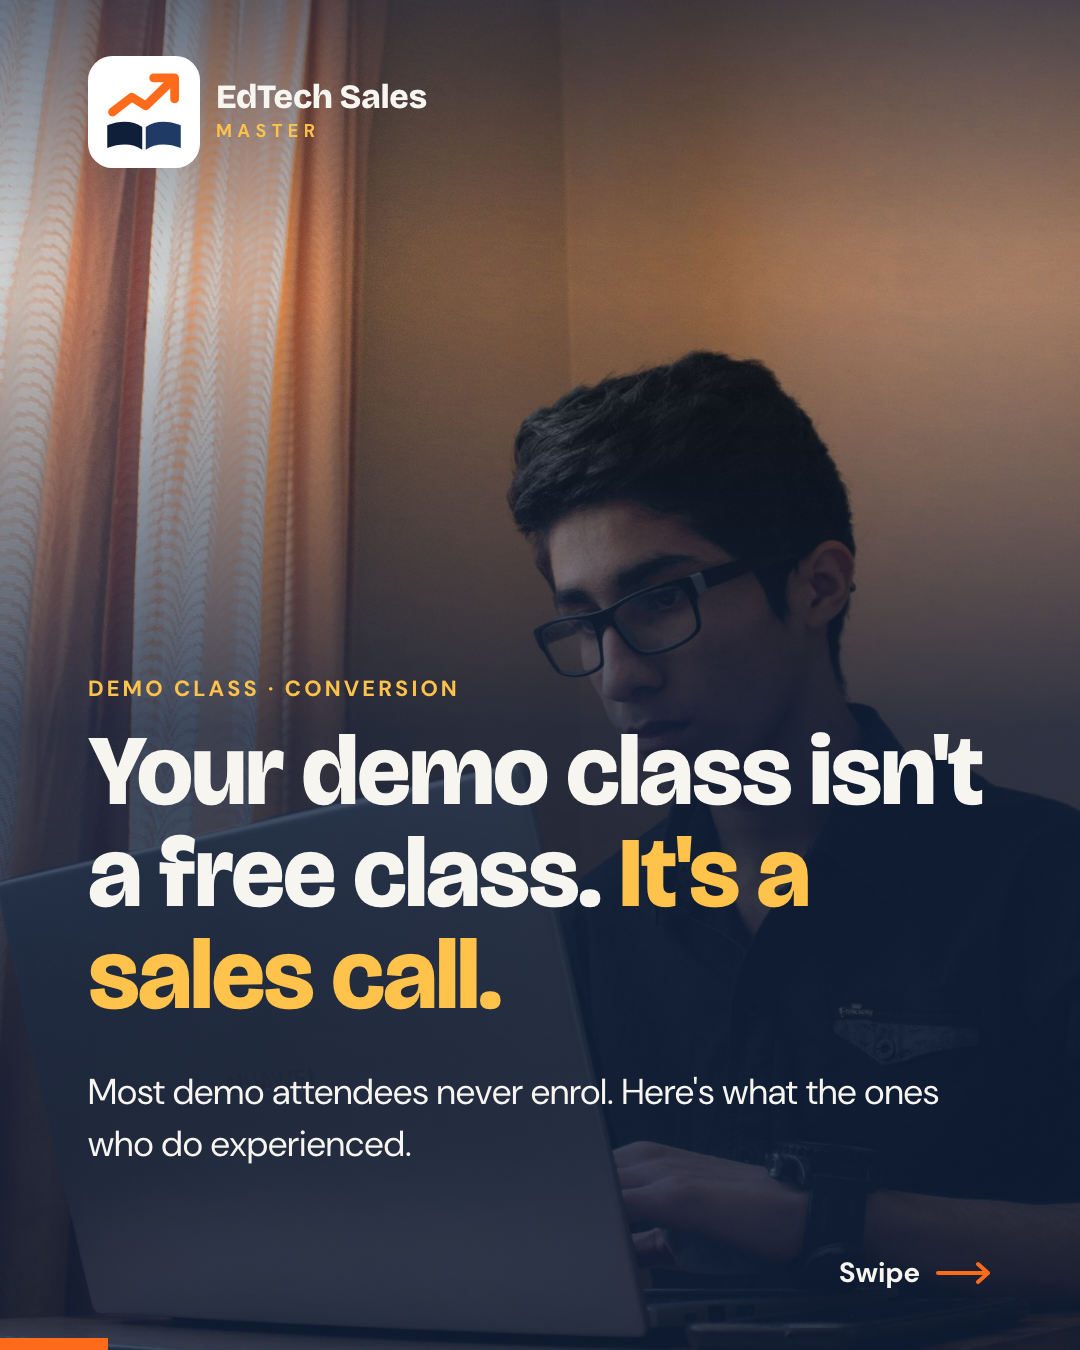 EdTech Sales
MASTER
DEMO CLASS · CONVERSION
Your demo class isn't
a free class. It's a
sales call.
Most demo attendees never enrol. Here's what the ones
who do experienced.
Swipe